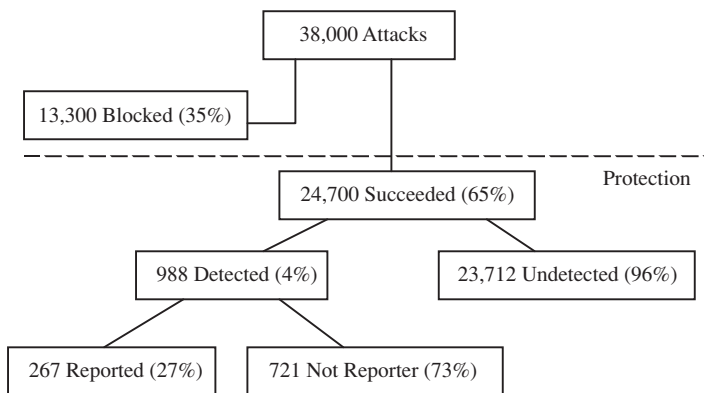 38,000 Attacks
13,300 Blocked (35%)
Protection
24,700 Succeeded (65%)
988 Detected (4%)
23,712 Undetected (96%)
267 Reported (27%)
721 Not Reporter (73%)